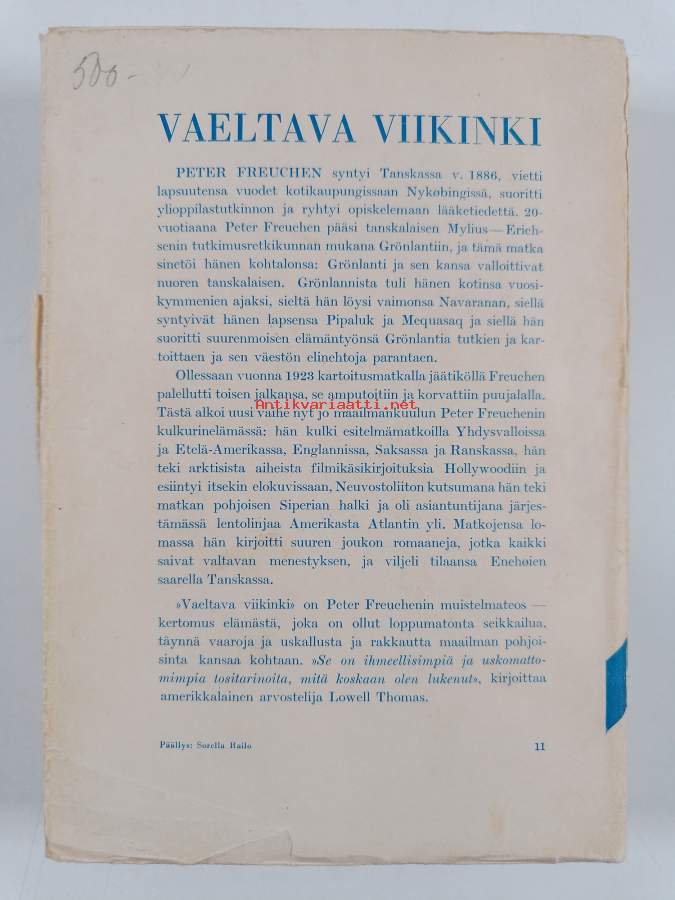 500-
VAELTAVA VIIKINKI
PETER FREUCHEN syntyi Tanskassa v. 1886, vietti
lapsuutensa vuodet kotikaupungissaan Nykøbingissä, suoritti
ylioppilastutkinnon ja ryhtyi opiskelemaan lääketiedettä. 20-
vuotiaana Peter Freuchen pääsi tanskalaisen Mylius—Erich-
senin tutkimusretkikunnan mukana Grönlantiin, ja tämä matka
sinetöi hänen kohtalonsa: Grönlanti ja sen kansa valloittivat
nuoren tanskalaisen. Grönlannista tuli hänen kotinsa vuosi-
kymmenien ajaksi, sieltä hän löysi vaimonsa Navaranan, siellä
syntyivät hänen lapsensa Pipaluk ja Mequasaq ja siellä hän
suoritti suurenmoisen elämäntyönsä Grönlantia tutkien ja kar-
toittaen ja sen väestön elinehtoja parantaen.
Ollessaan vuonna 1923 kartoitusmatkalla jäätiköllä Freuchen
palellutti toisen jalkansa, se amputoitiin ja korvattiin puujalalla.
Antikvariaatti.net
Tästä alkoi uusi vaihe nyt jo maailmankuulun Peter Freuchenin
kulkurinelämässä: hän kulki esitelmämatkoilla Yhdysvalloissa
ja Etelä-Amerikassa, Englannissa, Saksassa ja Ranskassa, hän
teki arktisista aiheista filmikäsikirjoituksia Hollywoodiin ja
esiintyi itsekin elokuvissaan, Neuvostoliiton kutsumana hän teki
matkan pohjoisen Siperian halki ja oli asiantuntijana järjes-
tämässä lentolinjaa Amerikasta Atlantin yli. Matkojensa lo-
massa hän kirjoitti suuren joukon romaaneja, jotka kaikki
saivat valtavan menestyksen, ja viljeli tilaansa Enehøien
saarella Tanskassa.
»Vaeltava viikinki» on Peter Freuchenin muistelmateos —
kertomus elämästä, joka on ollut loppumatonta seikkailua,
täynnä vaaroja ja uskallusta ja rakkautta maailman pohjoi-
sinta kansaa kohtaan. »Se on ihmeellisimpiä ja uskomatto-
mimpia tositarinoita, mitä koskaan olen lukenut», kirjoittaa
amerikkalainen arvostelija Lowell Thomas.
Päällys: Sorella Railo
11